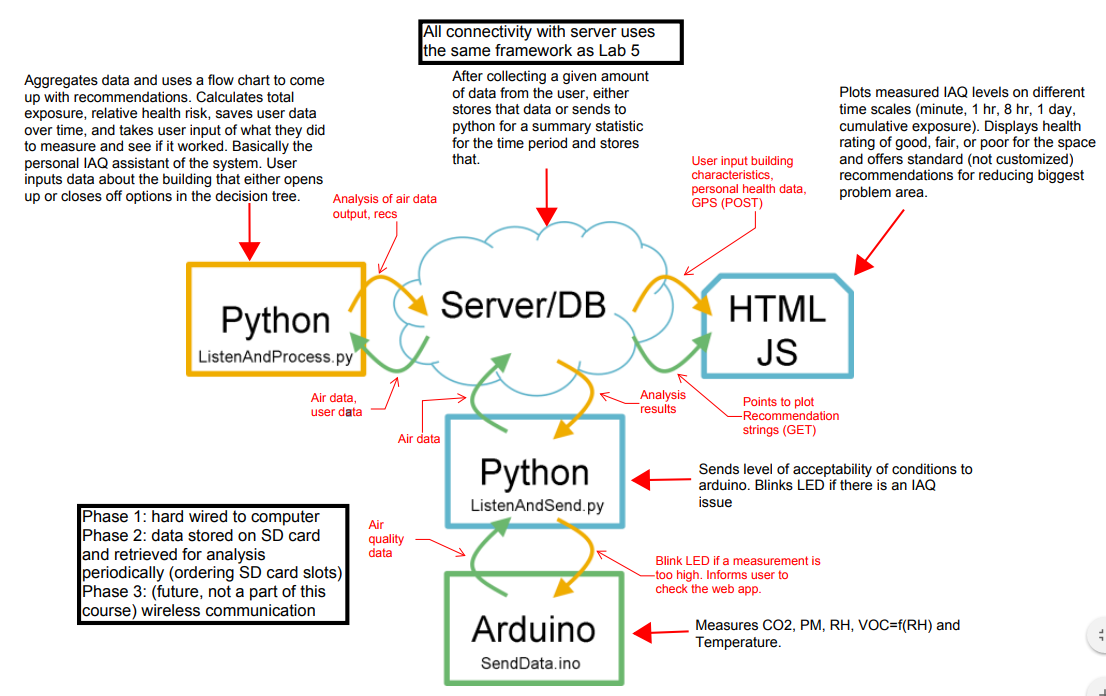 All connectivity with server uses
the same framework as Lab 5
Aggregates data and uses a flow chart to come
up with recommendations. Calculates total
exposure, relative health risk, saves user data
over time, and takes user input of what they did
to measure and see if it worked. Basically the
personal IAQ assistant of the system. User
inputs data about the building that either opens
up or closes off options in the decision tree.
After collecting a given amount
of data from the user, either
stores that data or sends to
python for a summary statistic
for the time period and stores
that.
Plots measured IAQ levels on different
time scales (minute, 1 hr, 8 hr, 1 day,
cumulative exposure). Displays health
rating of good, fair, or poor for the space
and offers standard (not customized)
recommendations for reducing biggest
problem area.
Analysis of air data
output, recs
User input building
characteristics,
personal health data,
GPS (POST)
Python
ListenAndProcess.py
Server/DB
HTML
JS
Air data,
user data
Air data
Analysis
results
Points to plot
Recommendation
strings (GET)
Python
ListenAndSend.py
Sends level of acceptability of conditions to
arduino. Blinks LED if there is an IAQ
issue
Phase 1: hard wired to computer
Phase 2: data stored on SD card
and retrieved for analysis
periodically (ordering SD card slots)
Phase 3: (future, not a part of this
course) wireless communication
Air
quality
data
Blink LED if a measurement is
too high. Informs user to
check the web app.
Arduino
SendData.ino
Measures CO2, PM, RH, VOC=f(RH) and
Temperature.